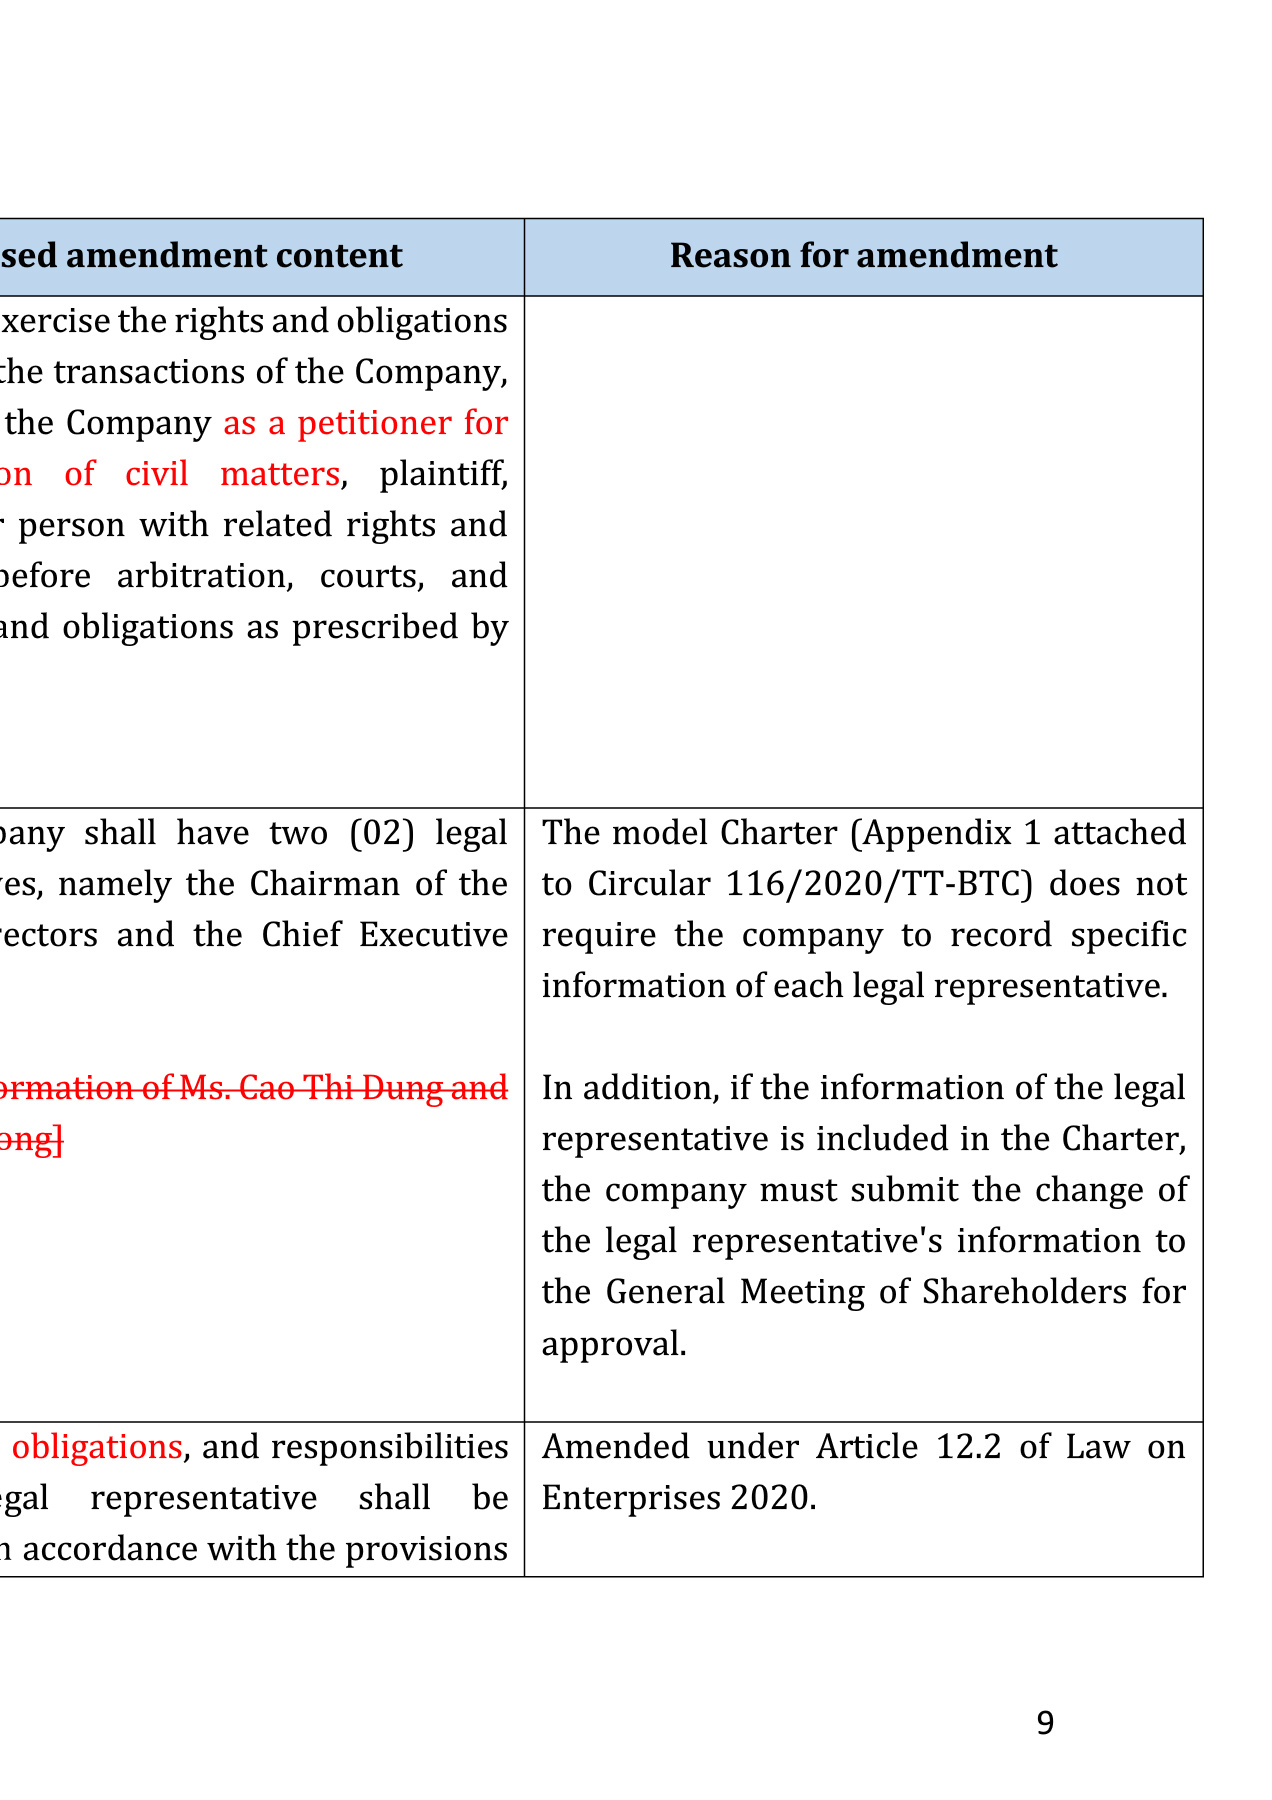 sed amendment content
Reason for amendment
xercise the rights and obligations
the transactions of the Company,
the Company as a petitioner for
on of civil matters, plaintiff,
r person with related rights and
before arbitration, courts, and
and obligations as prescribed by
pany shall have two (02) legal
ves, namely the Chairman of the
rectors and the Chief Executive
ormation of Ms. Cao Thi Dung and
ong]
The model Charter (Appendix 1 attached
to Circular 116/2020/TT-BTC) does not
require the company to record specific
information of each legal representative.
In addition, if the information of the legal
representative is included in the Charter,
the company must submit the change of
the legal representative's information to
the General Meeting of Shareholders for
approval.
obligations, and responsibilities
egal representative shall be
n accordance with the provisions
Amended under Article 12.2 of Law on
Enterprises 2020.
9